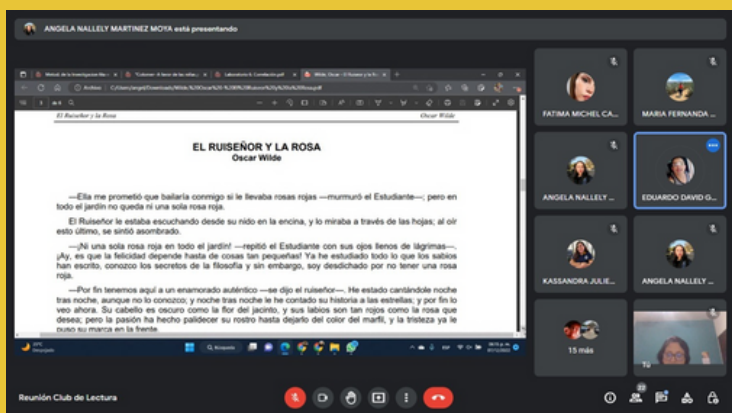 ANGELA NALLELY MARTINEZ MOYA está presentando
El Ruiseñor y la Rosa
Oscar Wilde
EL RUISEÑOR Y LA ROSA
Oscar Wilde
—Ella me prometió que bailaría conmigo si le llevaba rosas rojas —murmuró el Estudiante—; pero en
todo el jardín no queda ni una sola rosa roja.
El Ruiseñor le estaba escuchando desde su nido en la encina, y lo miraba a través de las hojas; al oír
esto último, se sintió asombrado.
—¡Ni una sola rosa roja en todo el jardín! —repitió el Estudiante con sus ojos llenos de lágrimas—.
¡Ay, es que la felicidad depende hasta de cosas tan pequeñas! Ya he estudiado todo lo que los sabios
han escrito, conozco los secretos de la filosofía y sin embargo, soy desdichado por no tener una rosa
roja.
—Por fin tenemos aquí a un enamorado auténtico —se dijo el ruiseñor—. He estado cantándole noche
tras noche, aunque no lo conozco; y noche tras noche le he contado su historia a las estrellas; y por fin lo
veo ahora. Su cabello es oscuro como la flor del jacinto, y sus labios son tan rojos como la rosa que
desea; pero la pasión ha hecho palidecer su rostro hasta dejarlo del color del marfil, y la tristeza ya le
puso su marca en la frente.
Búsqueda
FATIMA MICHEL CA...
MARIA FERNANDA ...
ANGELA NALLELY ...
EDUARDO DAVID G...
KASSANDRA JULIE...
ANGELA NALLELY ...
15 más
Tú
Reunión Club de Lectura
22